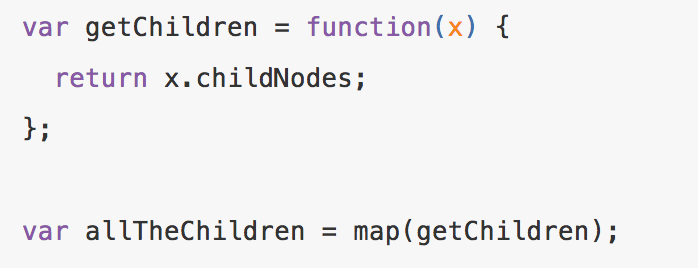 var getChildren = function(x) {
  return x.childNodes;
};

var allTheChildren = map(getChildren);